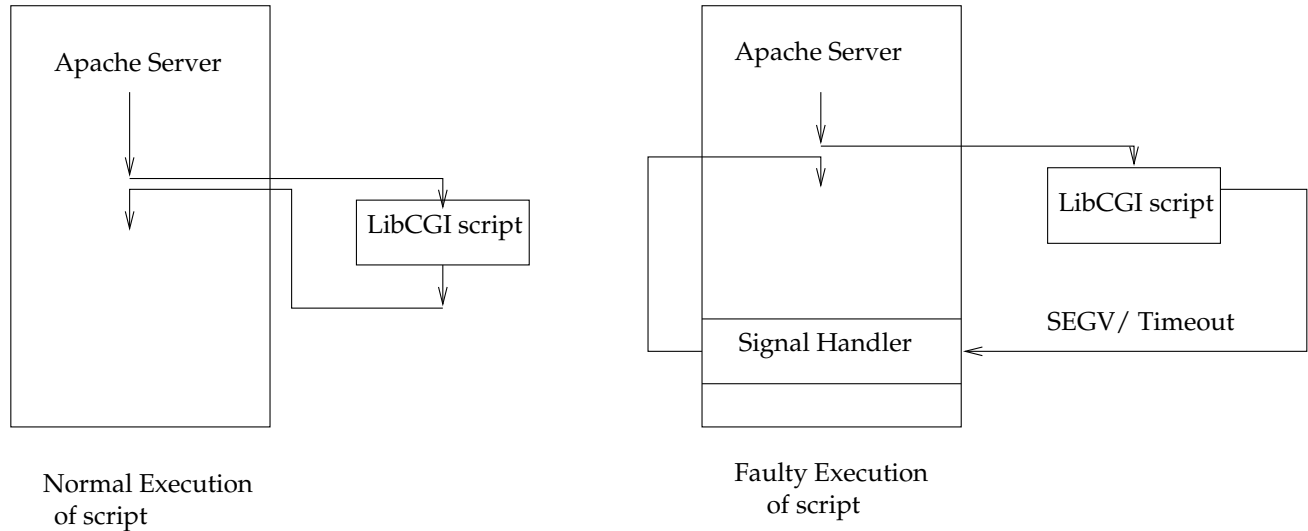 Apache Server
LibCGI script
Normal Execution
of script
Apache Server
LibCGI script
SEGV/ Timeout
Signal Handler
Faulty Execution
of script